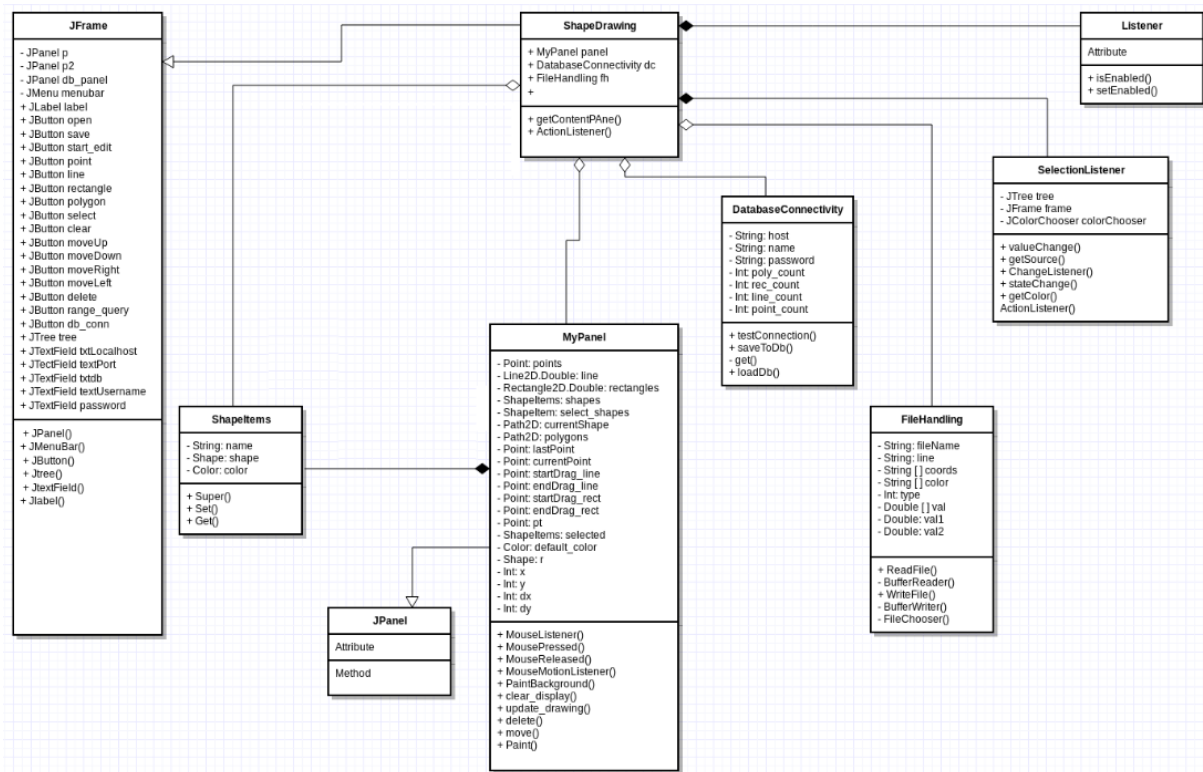 JFrame
- JPanel p
- JPanel p2
- JPanel db_panel
- JMenu menubar
+ JLabel label
+ JButton open
+ JButton save
+ JButton start_edit
+ JButton point
+ JButton line
+ JButton rectangle
+ JButton polygon
+ JButton select
+ JButton clear
+ JButton moveUp
+ JButton moveDown
+ JButton moveRight
+ JButton moveLeft
+ JButton delete
+ JButton range_query
+ JButton db_conn
+ JTree tree
+ JTextField txtLocalhost
+ JTectField textPort
+ JTextField txtdb
+ JTextField textUsername
+ JTextField password
+ JPanel()
+ JMenuBar()
+ JButton()
+ Jtree()
+ JtextField()
+ Jlabel()
ShapeDrawing
+ MyPanel panel
+ DatabaseConnectivity dc
+ FileHandling fh
+
+ getContentPAne()
+ ActionListener()
Listener
Attribute
+ isEnabled()
+ setEnabled()
SelectionListener
- JTree tree
- JFrame frame
- JColorChooser colorChooser
+ valueChange()
+ getSource()
+ ChangeListener()
+ stateChange()
+ getColor()
ActionListener()
DatabaseConnectivity
- String: host
- String: name
- String: password
- Int: poly_count
- Int: rec_count
- Int: line_count
- Int: point_count
+ testConnection()
+ saveToDb()
- get()
+ loadDb()
MyPanel
- Point: points
- Line2D.Double: line
- Rectangle2D.Double: rectangles
- ShapeItems: shapes
- ShapeItem: select_shapes
- Path2D: currentShape
- Path2D: polygons
- Point: lastPoint
- Point: currentPoint
- Point: startDrag_line
- Point: endDrag_line
- Point: startDrag_rect
- Point: endDrag_rect
- Point: pt
- ShapeItems: selected
- Color: default_color
- Shape: r
- Int: x
- Int: y
- Int: dx
- Int: dy
+ MouseListener()
+ MousePressed()
+ MouseReleased()
+ MouseMotionListener()
+ PaintBackground()
+ clear_display()
+ update_drawing()
+ delete()
+ move()
+ Paint()
ShapeItems
- String: name
- Shape: shape
- Color: color
+ Super()
+ Set()
+ Get()
FileHandling
- String: fileName
- String: line
- String [ ] coords
- String [ ] color
- Int: type
- Double [ ] val
- Double: val1
- Double: val2
+ ReadFile()
- BufferReader()
+ WriteFile()
- BufferWriter()
- FileChooser()
JPanel
Attribute
Method